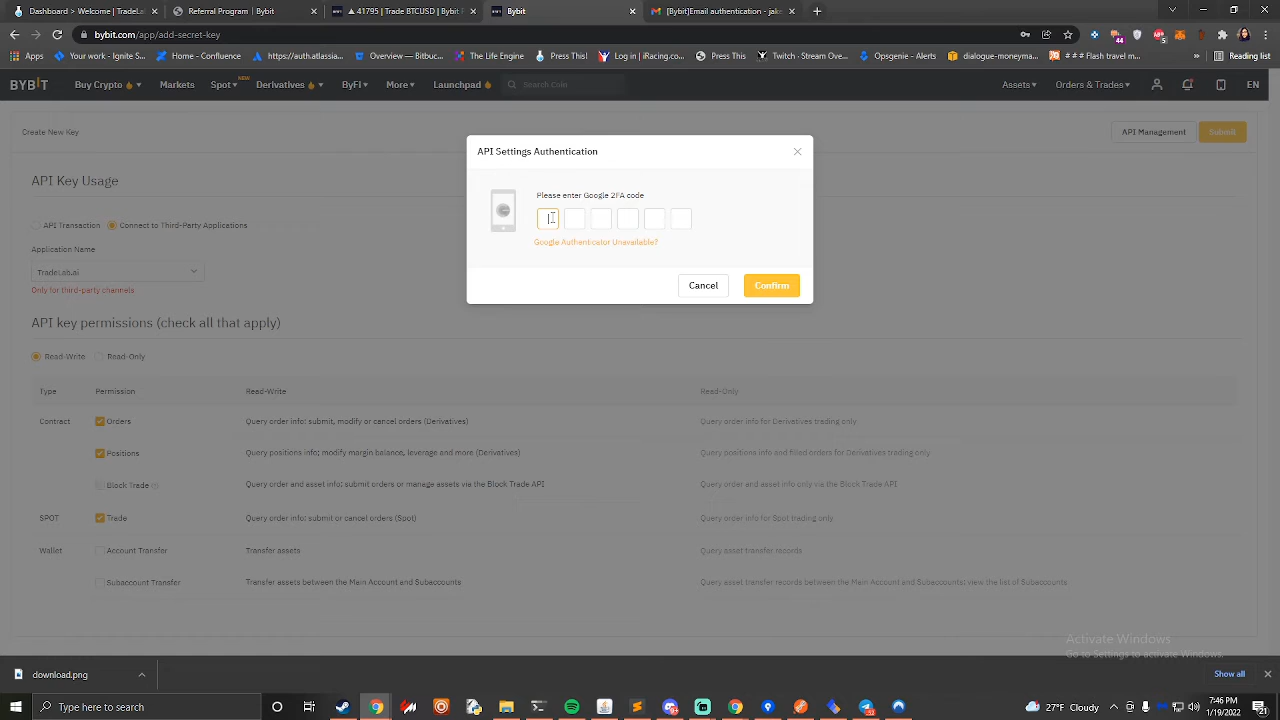 Dashboard > Welcome | TradeLab.ai
Referral Program | Bybit
▲ 41795 | Trade BTCUSD | Bybit
Bybit
[Bybit]Email authentication
bybit.com/app/add-secret-key
Apps
Your work - Ignite S...
Home - Confluence
https://auth.atlassian...
Overview — Bitbuc...
The Legion
Press This
Log in | iRacing.co...
Press This
Twitch - Stream Ove...
Opsgenie - Alerts
dialogue-moneyma...
# | Flash travel m...
Reading list
BYBIT
Buy Crypto
Markets
Spot
NEW
Derivatives
ByFi
More
Launchpad
Search Coin
Assets
Orders & Trades
EN
Create New Key
API Management
Submit
API Settings Authentication
API Key Usage
Please enter Google 2FA code
API Transaction
Connect to Third-Party Applications
Google Authenticator Unavailable?
Application Name
TradeLab.ai
Only for third-party channels
Cancel
Confirm
API key permissions (check all that apply)
Read-Write
Read-Only
Type
Permission
Read-Write
Read-Only
Contract
Orders
Query order info; submit, modify or cancel orders (Derivatives)
Query order info for Derivatives trading only
Positions
Query positions info; modify margin balance, leverage and more (Derivatives)
Query positions info and filled orders for Derivatives trading only
Block Trade
Query order and asset info; submit orders or manage assets via the Block Trade API
Query order and asset info only via the Block Trade API
SPOT
Trade
Query order info; submit or cancel orders (Spot)
Query order info for Spot trading only
Wallet
Account Transfer
Transfer assets
Query asset transfer records
Subaccount Transfer
Transfer assets between the Main Account and Subaccounts
Query asset transfer records between the Main Account and Subaccounts; view the list of Subaccounts
Activate Windows
Go to Settings to activate Windows.
download.png
Show all
Type here to search
22°F Cloudy
7:46 PM
1/19/2022